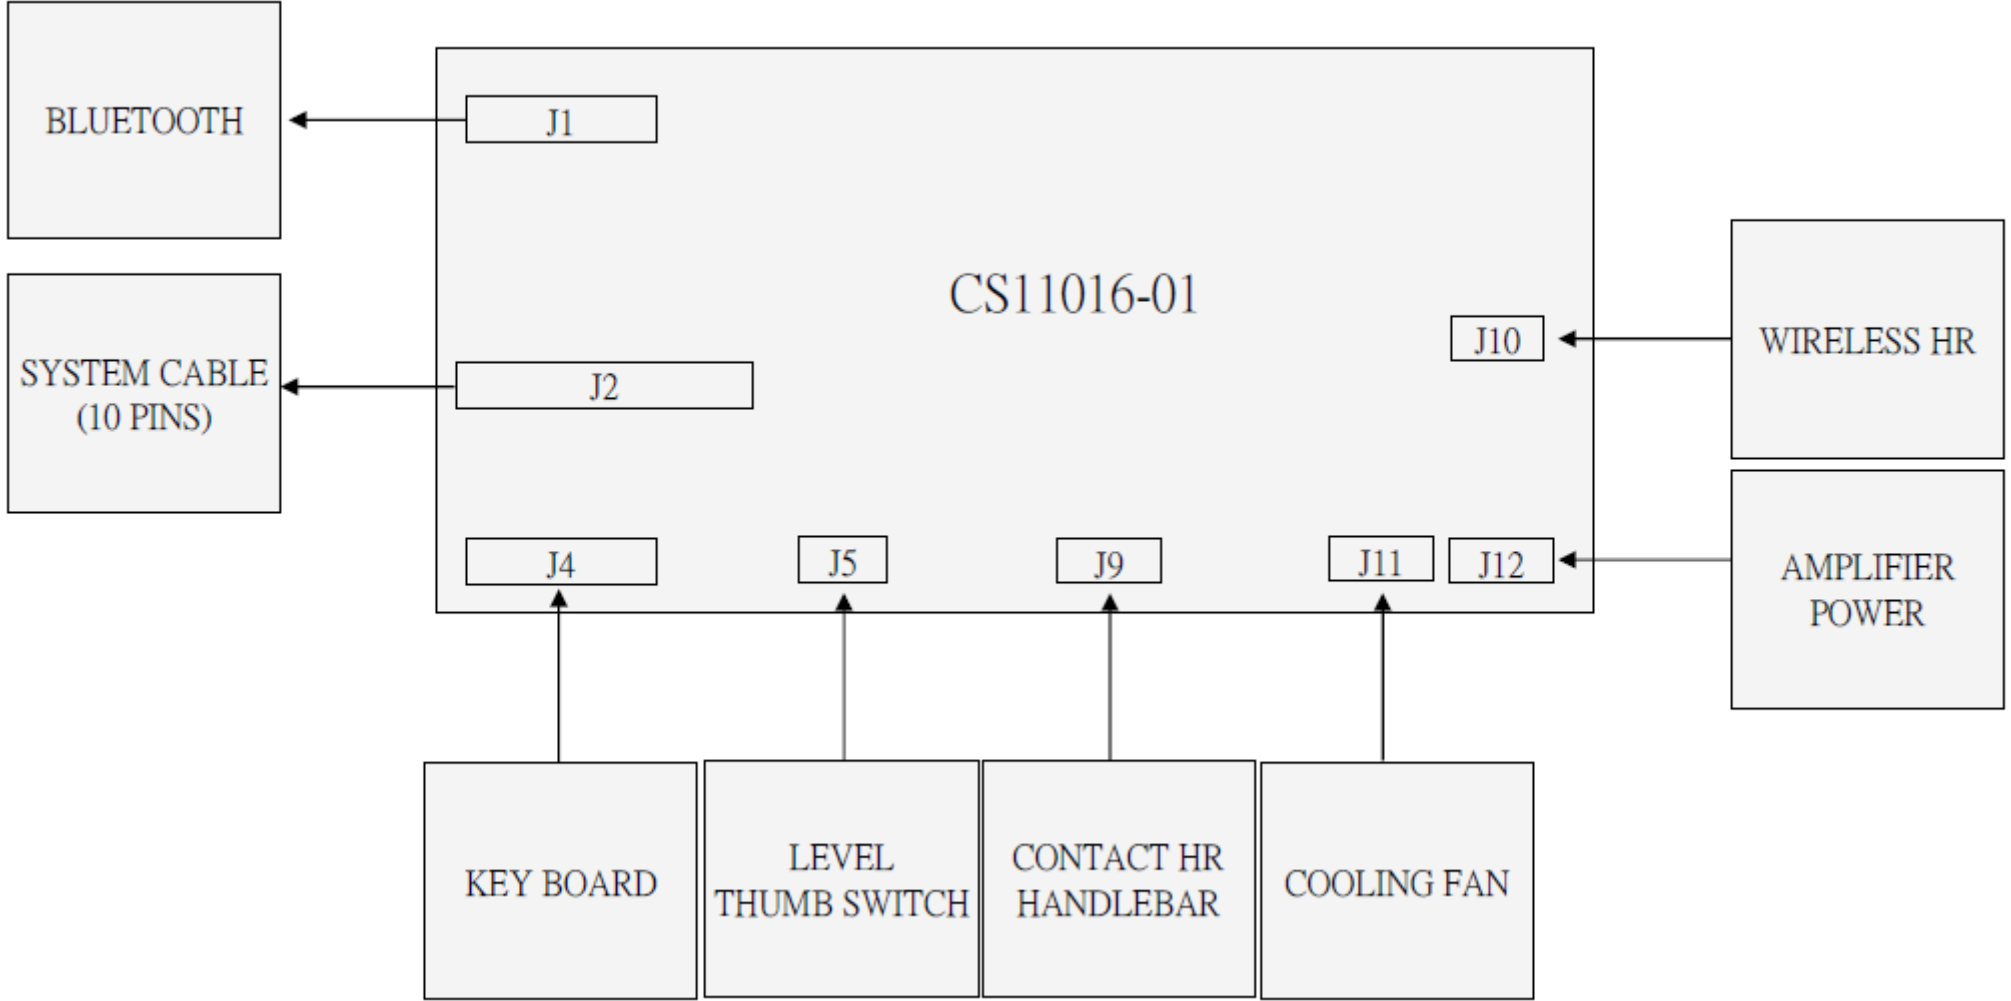 BLUETOOTH
J1
CS11016-01
SYSTEM CABLE
(10 PINS)
J2
J10
WIRELESS HR
J4
J5
J9
J11
J12
AMPLIFIER
POWER
KEY BOARD
LEVEL
THUMB SWITCH
CONTACT HR
HANDLEBAR
COOLING FAN